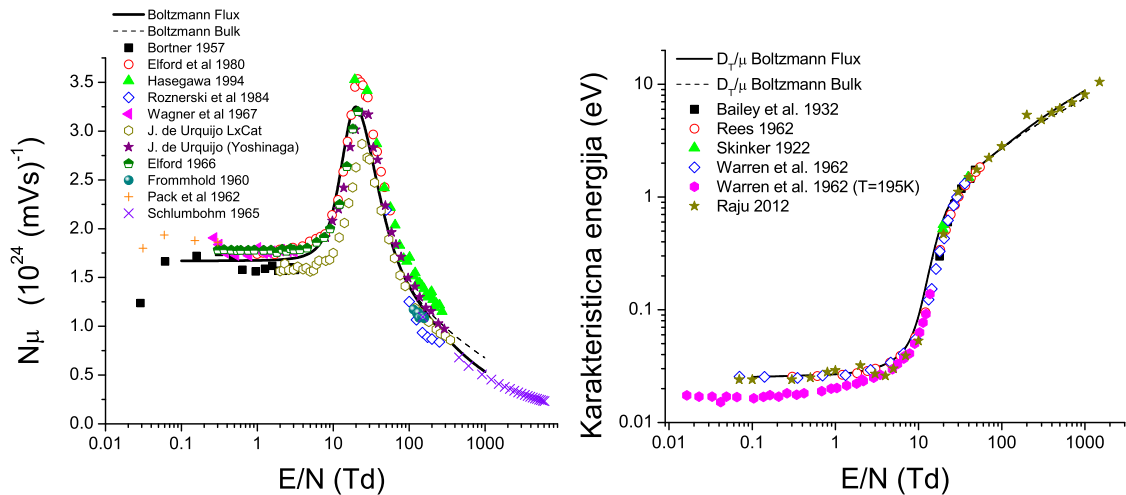 Boltzmann Flux
Boltzmann Bulk
Bortner 1957
Elford et al 1980
Hasegawa 1994
Roznerski et al 1984
Wagner et al 1967
J. de Urquijo LxCat
J. de Urquijo (Yoshinaga)
Elford 1966
Frommhold 1960
Pack et al 1962
Schlumbohm 1965
3.5
3.0
2.5
2.0
1.5
1.0
0.5
0.0
Nμ (10²⁴ (mVs)⁻¹)
0.01 0.1 1 10 100 1000
E/N (Td)
D_T/μ Boltzmann Flux
D_T/μ Boltzmann Bulk
Bailey et al. 1932
Rees 1962
Skinker 1922
Warren et al. 1962
Warren et al. 1962 (T=195K)
Raju 2012
10
1
0.1
0.01
Karakteristicna energija (eV)
0.01 0.1 1 10 100 1000
E/N (Td)